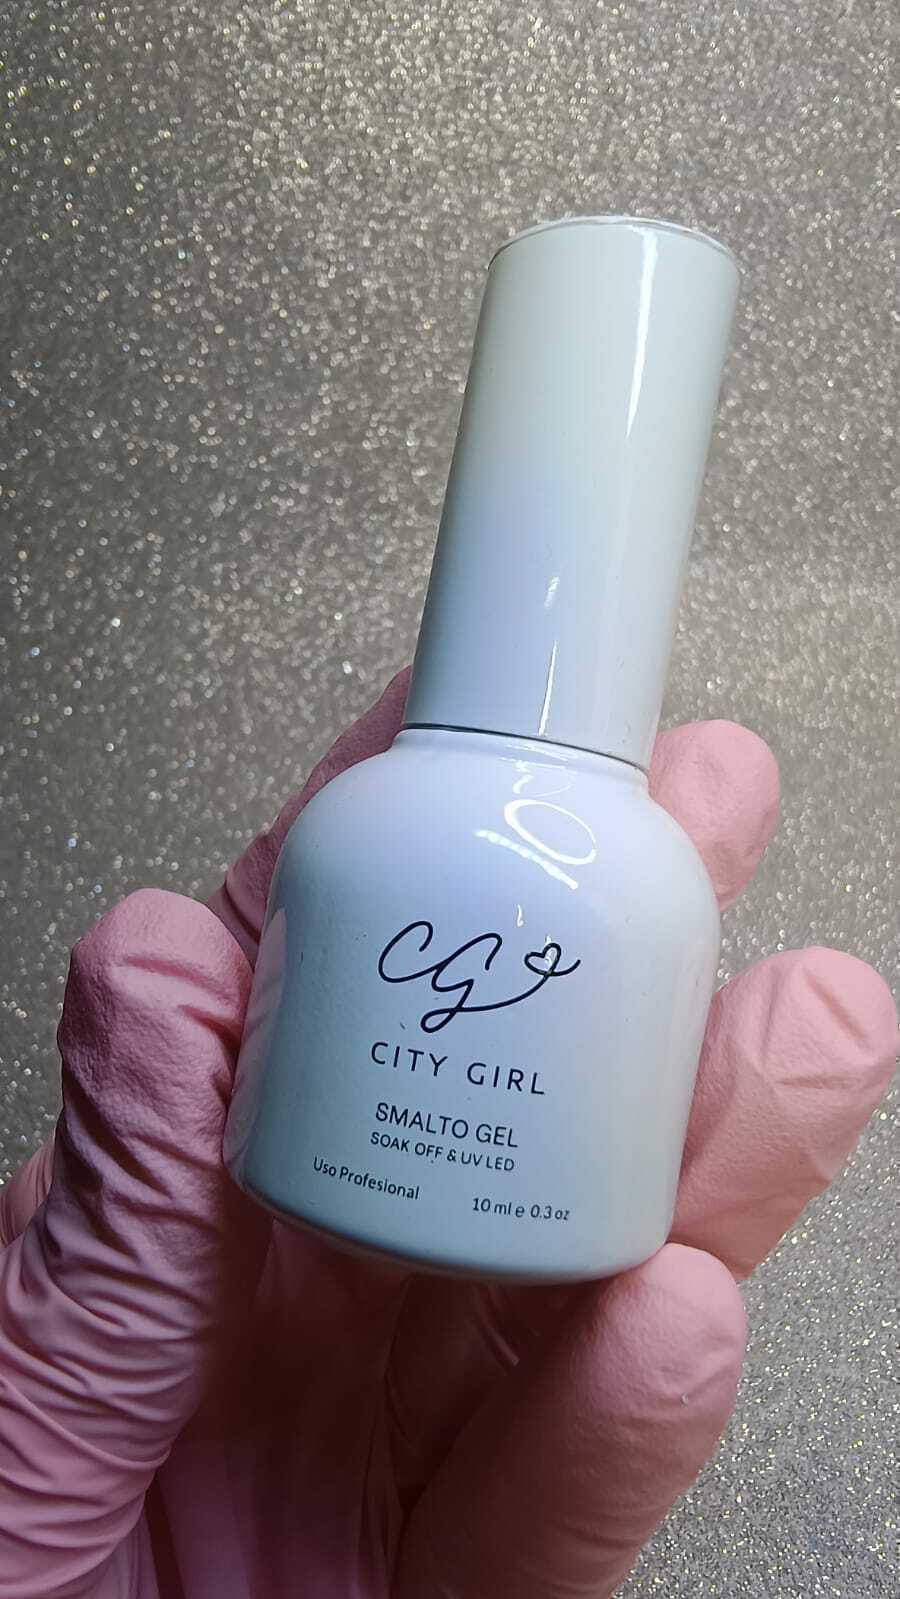 CG
CITY GIRL
SMALTO GEL
SOAK OFF & UV LED
Uso Profesional
10 ml e 0.3 oz